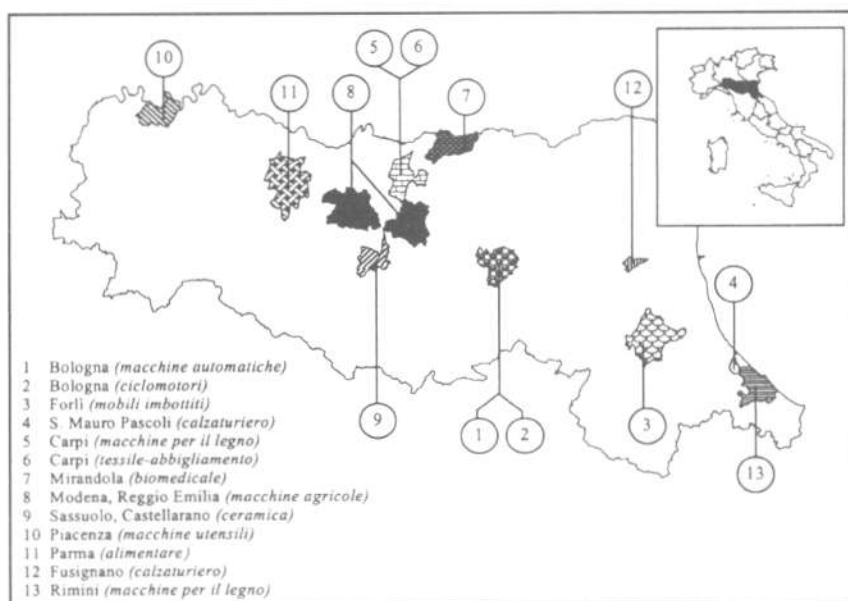 5 6
10
8
11
7
12
4
1 Bologna (macchine automatiche)
2 Bologna (ciclomotori)
3 Forlì (mobili imbottiti)
4 S. Mauro Pascoli (calzaturiero)
5 Carpi (macchine per il legno)
6 Carpi (tessile-abbigliamento)
7 Mirandola (biomedicale)
8 Modena, Reggio Emilia (macchine agricole)
9 Sassuolo, Castellarano (ceramica)
10 Piacenza (macchine utensili)
11 Parma (alimentare)
12 Fusignano (calzaturiero)
13 Rimini (macchine per il legno)
9
1 2
3
13